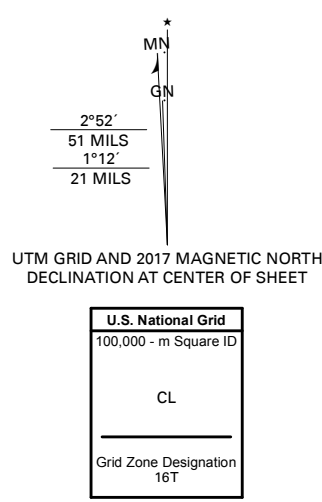 MN
GN
2°52´
51 MILS
1°12´
21 MILS
UTM GRID AND 2017 MAGNETIC NORTH
DECLINATION AT CENTER OF SHEET
U.S. National Grid
100,000 - m Square ID
CL
Grid Zone Designation
16T